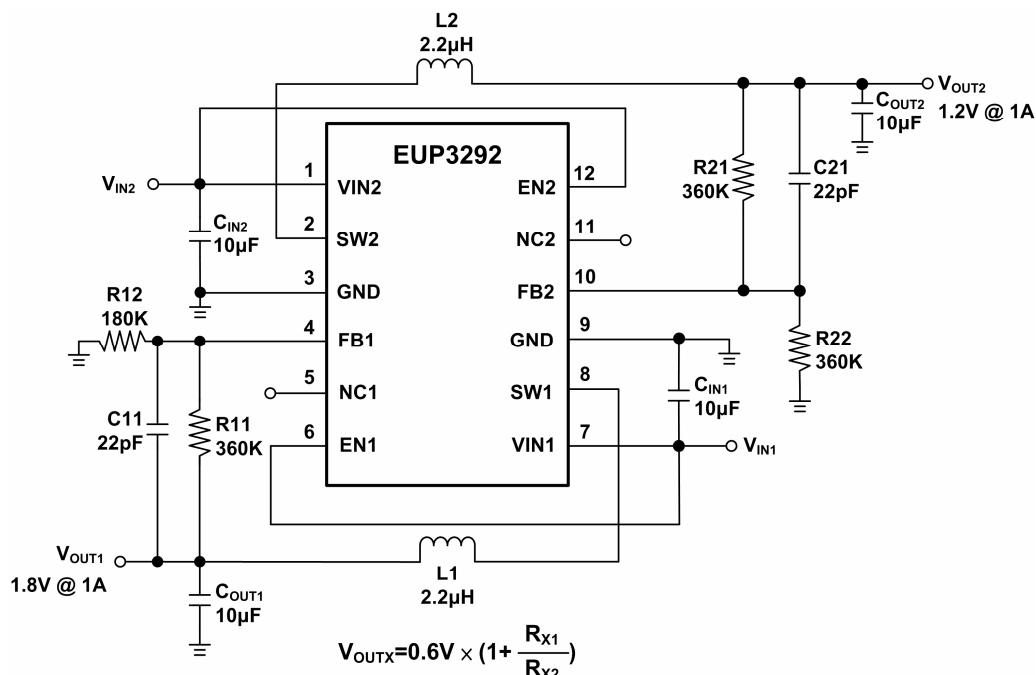 L2
2.2µH
V_OUT2
1.2V @ 1A
C_OUT2
10µF
EUP3292
R21
360K
C21
22pF
V_IN2
1
VIN2
EN2
12
C_IN2
10µF
2
SW2
NC2
11
3
GND
FB2
10
R12
180K
4
FB1
GND
9
R22
360K
5
NC1
SW1
8
C_IN1
10µF
C11
22pF
R11
360K
6
EN1
VIN1
7
V_IN1
V_OUT1
1.8V @ 1A
L1
2.2µH
C_OUT1
10µF
V_OUTX=0.6V × (1+ R_X1/R_X2)